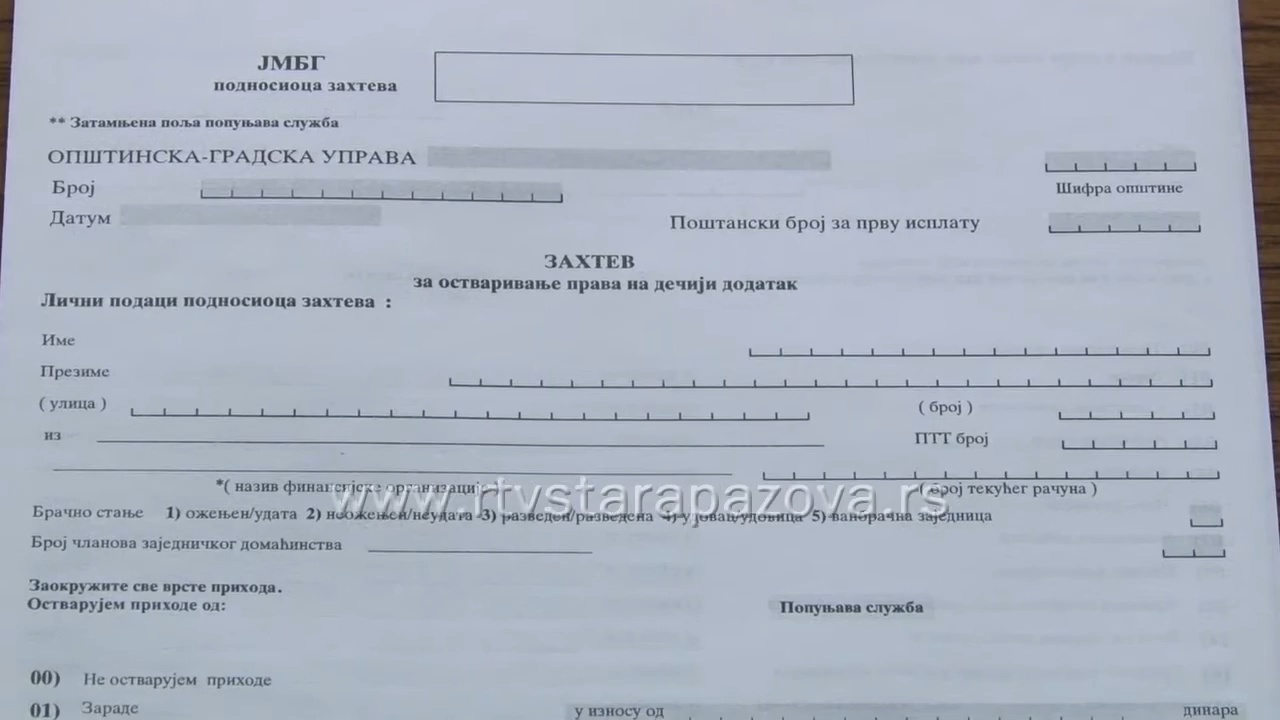 ЈМБГ
подносиоца захтева
** Затамњена поља попуњава служба
ОПШТИНСКА-ГРАДСКА УПРАВА
Број
Шифра општине
Датум
Поштански број за прву исплату
ЗАХТЕВ
за остваривање права на дечији додатак
Лични подаци подносиоца захтева :
Име
Презиме
( улица ) ( број )
из ПТТ број
*( назив финансијске организације ( број текућег рачуна )
www.rtvstarapazova.rs
Брачно стање 1) ожењен/удата 2) неожењен/неудата 3) разведен/разведена 4) удовац/удовица 5) ванбрачна заједница
Број чланова заједничког домаћинства
Заокружите све врсте прихода.
Остварујем приходе од: Попуњава служба
00) Не остварујем приходе
01) Зараде у износу од динара